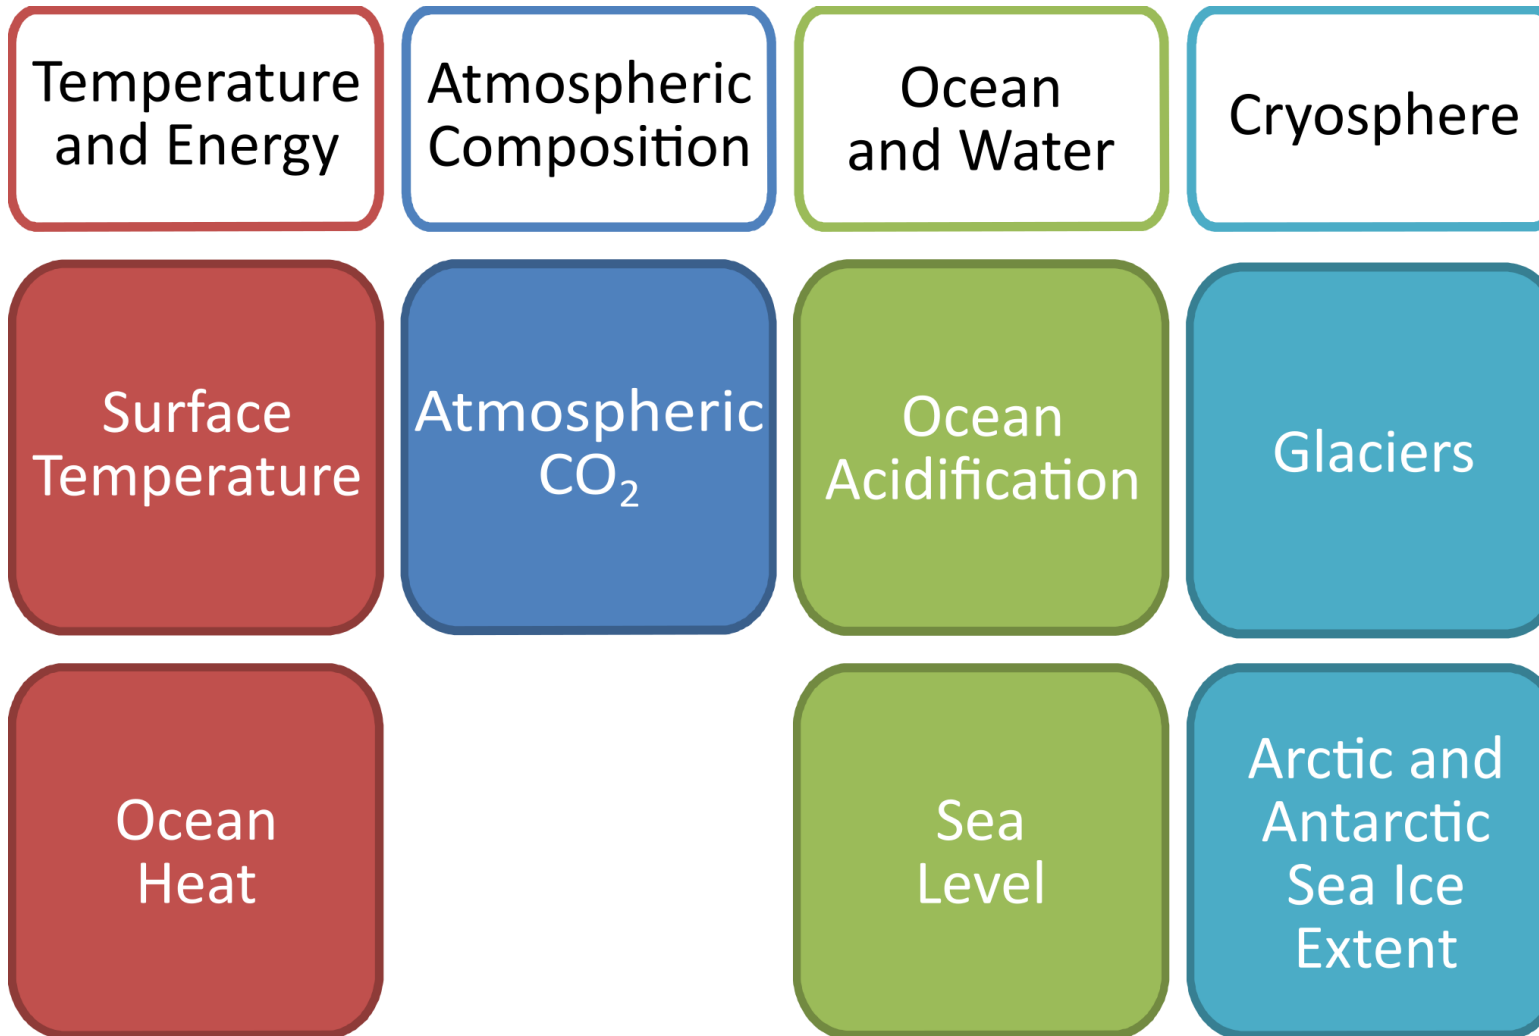 Temperature
and Energy
Atmospheric
Composition
Ocean
and Water
Cryosphere
Surface
Temperature
Atmospheric
CO₂
Ocean
Acidification
Glaciers
Ocean
Heat
Sea
Level
Arctic and
Antarctic
Sea Ice
Extent